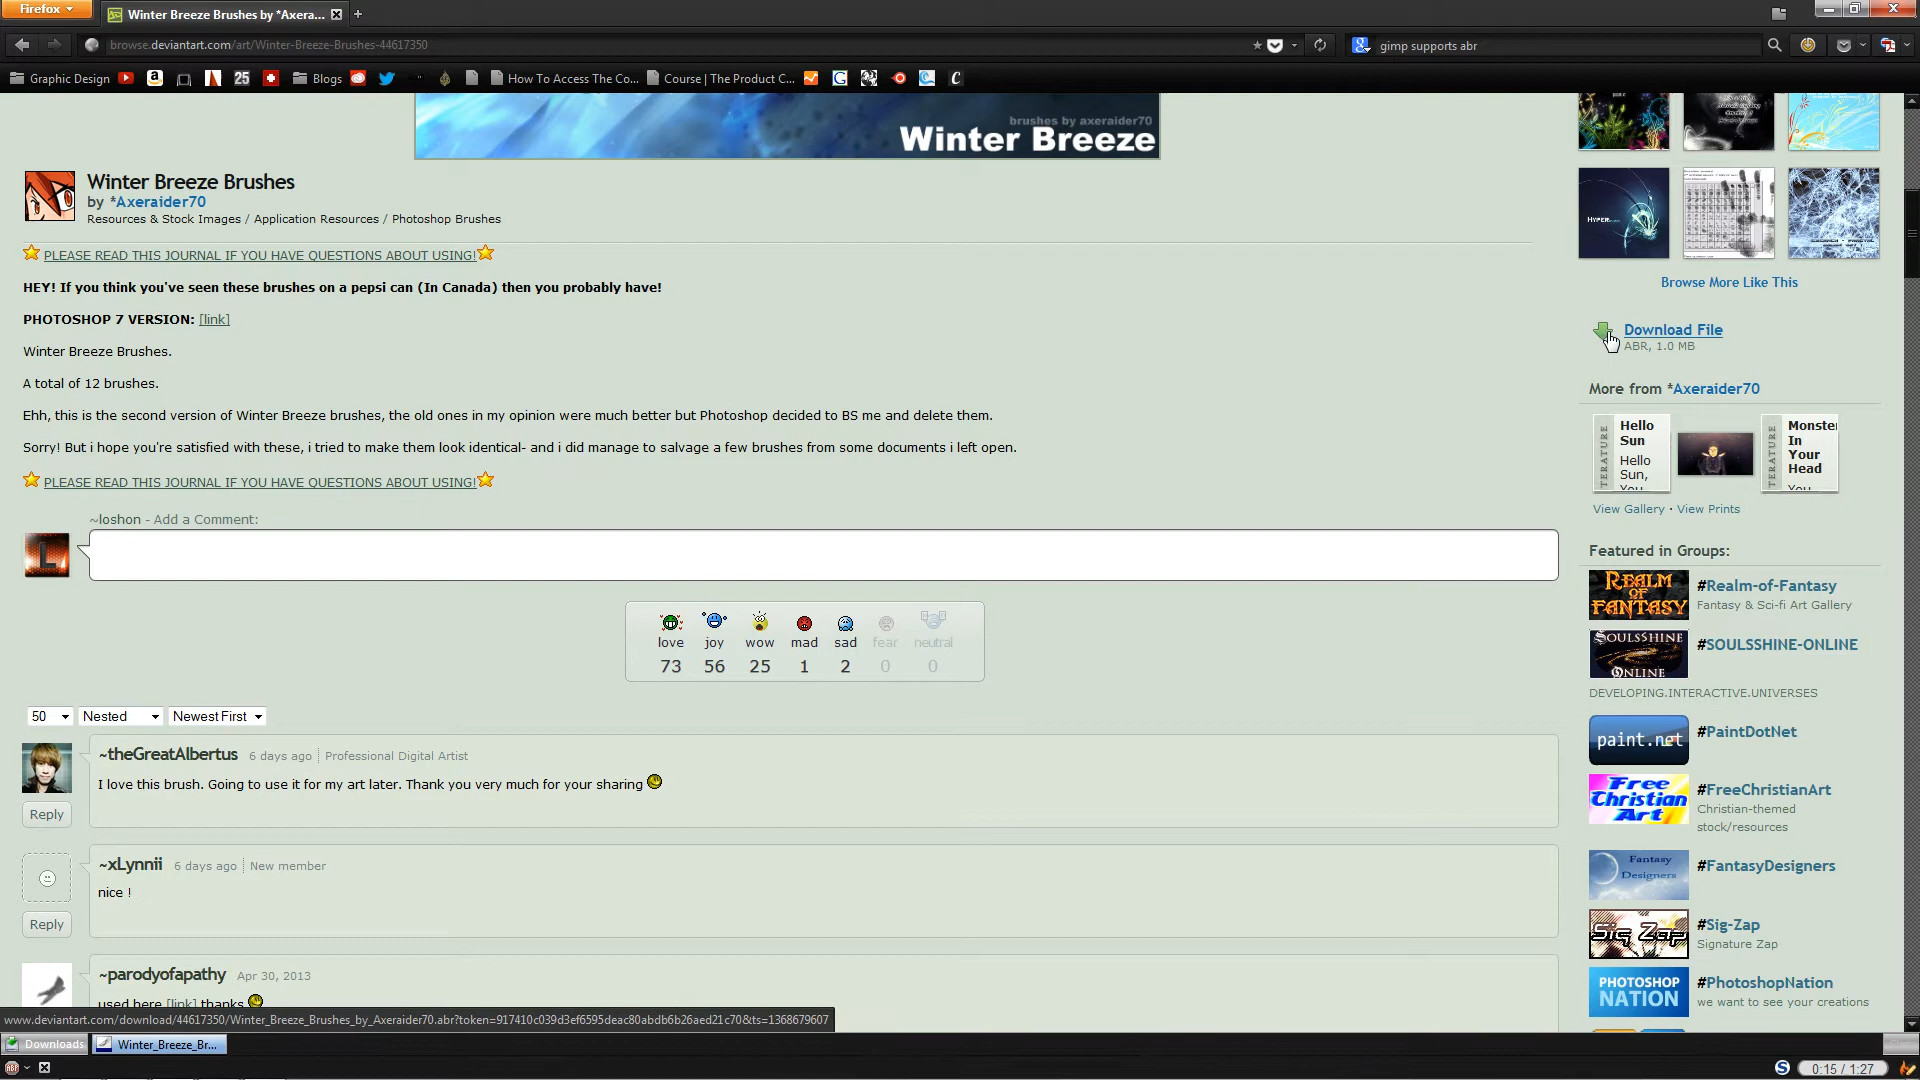 Firefox
Winter Breeze Brushes by *Axera...
browse.deviantart.com/art/Winter-Breeze-Brushes-44617350
gimp supports abr
Graphic Design
25
Blogs
How To Access The Co...
Course | The Product C...
brushes by axeraider70
Winter Breeze
Winter Breeze Brushes
by *Axeraider70
Resources & Stock Images / Application Resources / Photoshop Brushes
PLEASE READ THIS JOURNAL IF YOU HAVE QUESTIONS ABOUT USING!
HEY! If you think you've seen these brushes on a pepsi can (In Canada) then you probably have!
PHOTOSHOP 7 VERSION: [link]
Winter Breeze Brushes.
A total of 12 brushes.
Ehh, this is the second version of Winter Breeze brushes, the old ones in my opinion were much better but Photoshop decided to BS me and delete them.
Sorry! But i hope you're satisfied with these, i tried to make them look identical- and i did manage to salvage a few brushes from some documents i left open.
PLEASE READ THIS JOURNAL IF YOU HAVE QUESTIONS ABOUT USING!
~loshon - Add a Comment:
L
love joy wow mad sad fear neutral
73 56 25 1 2 0 0
50 Nested Newest First
~theGreatAlbertus 6 days ago Professional Digital Artist
I love this brush. Going to use it for my art later. Thank you very much for your sharing
Reply
~xLynnii 6 days ago New member
nice !
Reply
~parodyofapathy Apr 30, 2013
used here [link] thanks
HYPER
Browse More Like This
Download File
ABR, 1.0 MB
More from *Axeraider70
Hello
Sun
Hello
Sun,
You
Monste
In
Your
Head
You
View Gallery · View Prints
Featured in Groups:
REALM
OF
FANTASY
#Realm-of-Fantasy
Fantasy & Sci-fi Art Gallery
SOULSSHINE
ONLINE
#SOULSSHINE-ONLINE
DEVELOPING.INTERACTIVE.UNIVERSES
paint.net
#PaintDotNet
Free
Christian
Art
#FreeChristianArt
Christian-themed
stock/resources
Fantasy
Designers
#FantasyDesigners
Sig Zap
#Sig-Zap
Signature Zap
PHOTOSHOP
NATION
#PhotoshopNation
we want to see your creations
www.deviantart.com/download/44617350/Winter_Breeze_Brushes_by_Axeraider70.abr?token=917410c039d3ef6595deac80abdb6b26aed21c70&ts=1368679607
Downloads
Winter_Breeze_Br...
ABP
0:15 / 1:27